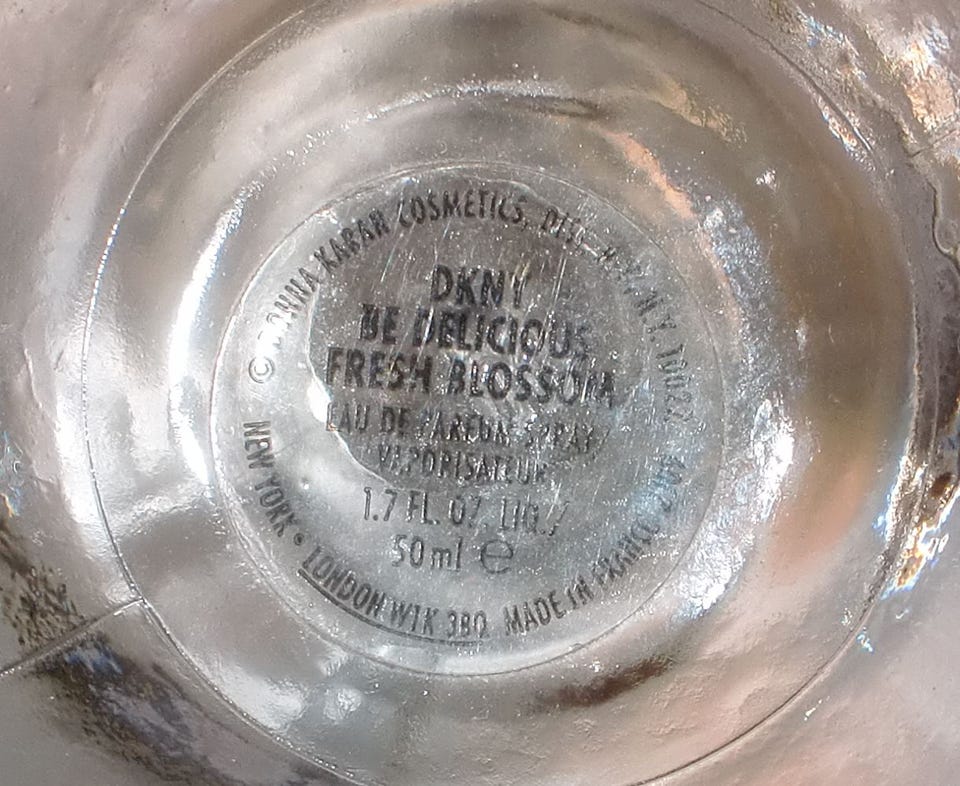 © DONNA KARAN COSMETICS, DIST. N.Y., N.Y. 10022
DKNY
BE DELICIOUS
FRESH BLOSSOM
EAU DE PARFUM SPRAY/
VAPORISATEUR
1.7 FL. OZ. LIQ./
50 ml ℮
NEW YORK • LONDON W1K 3BQ MADE IN FRANCE